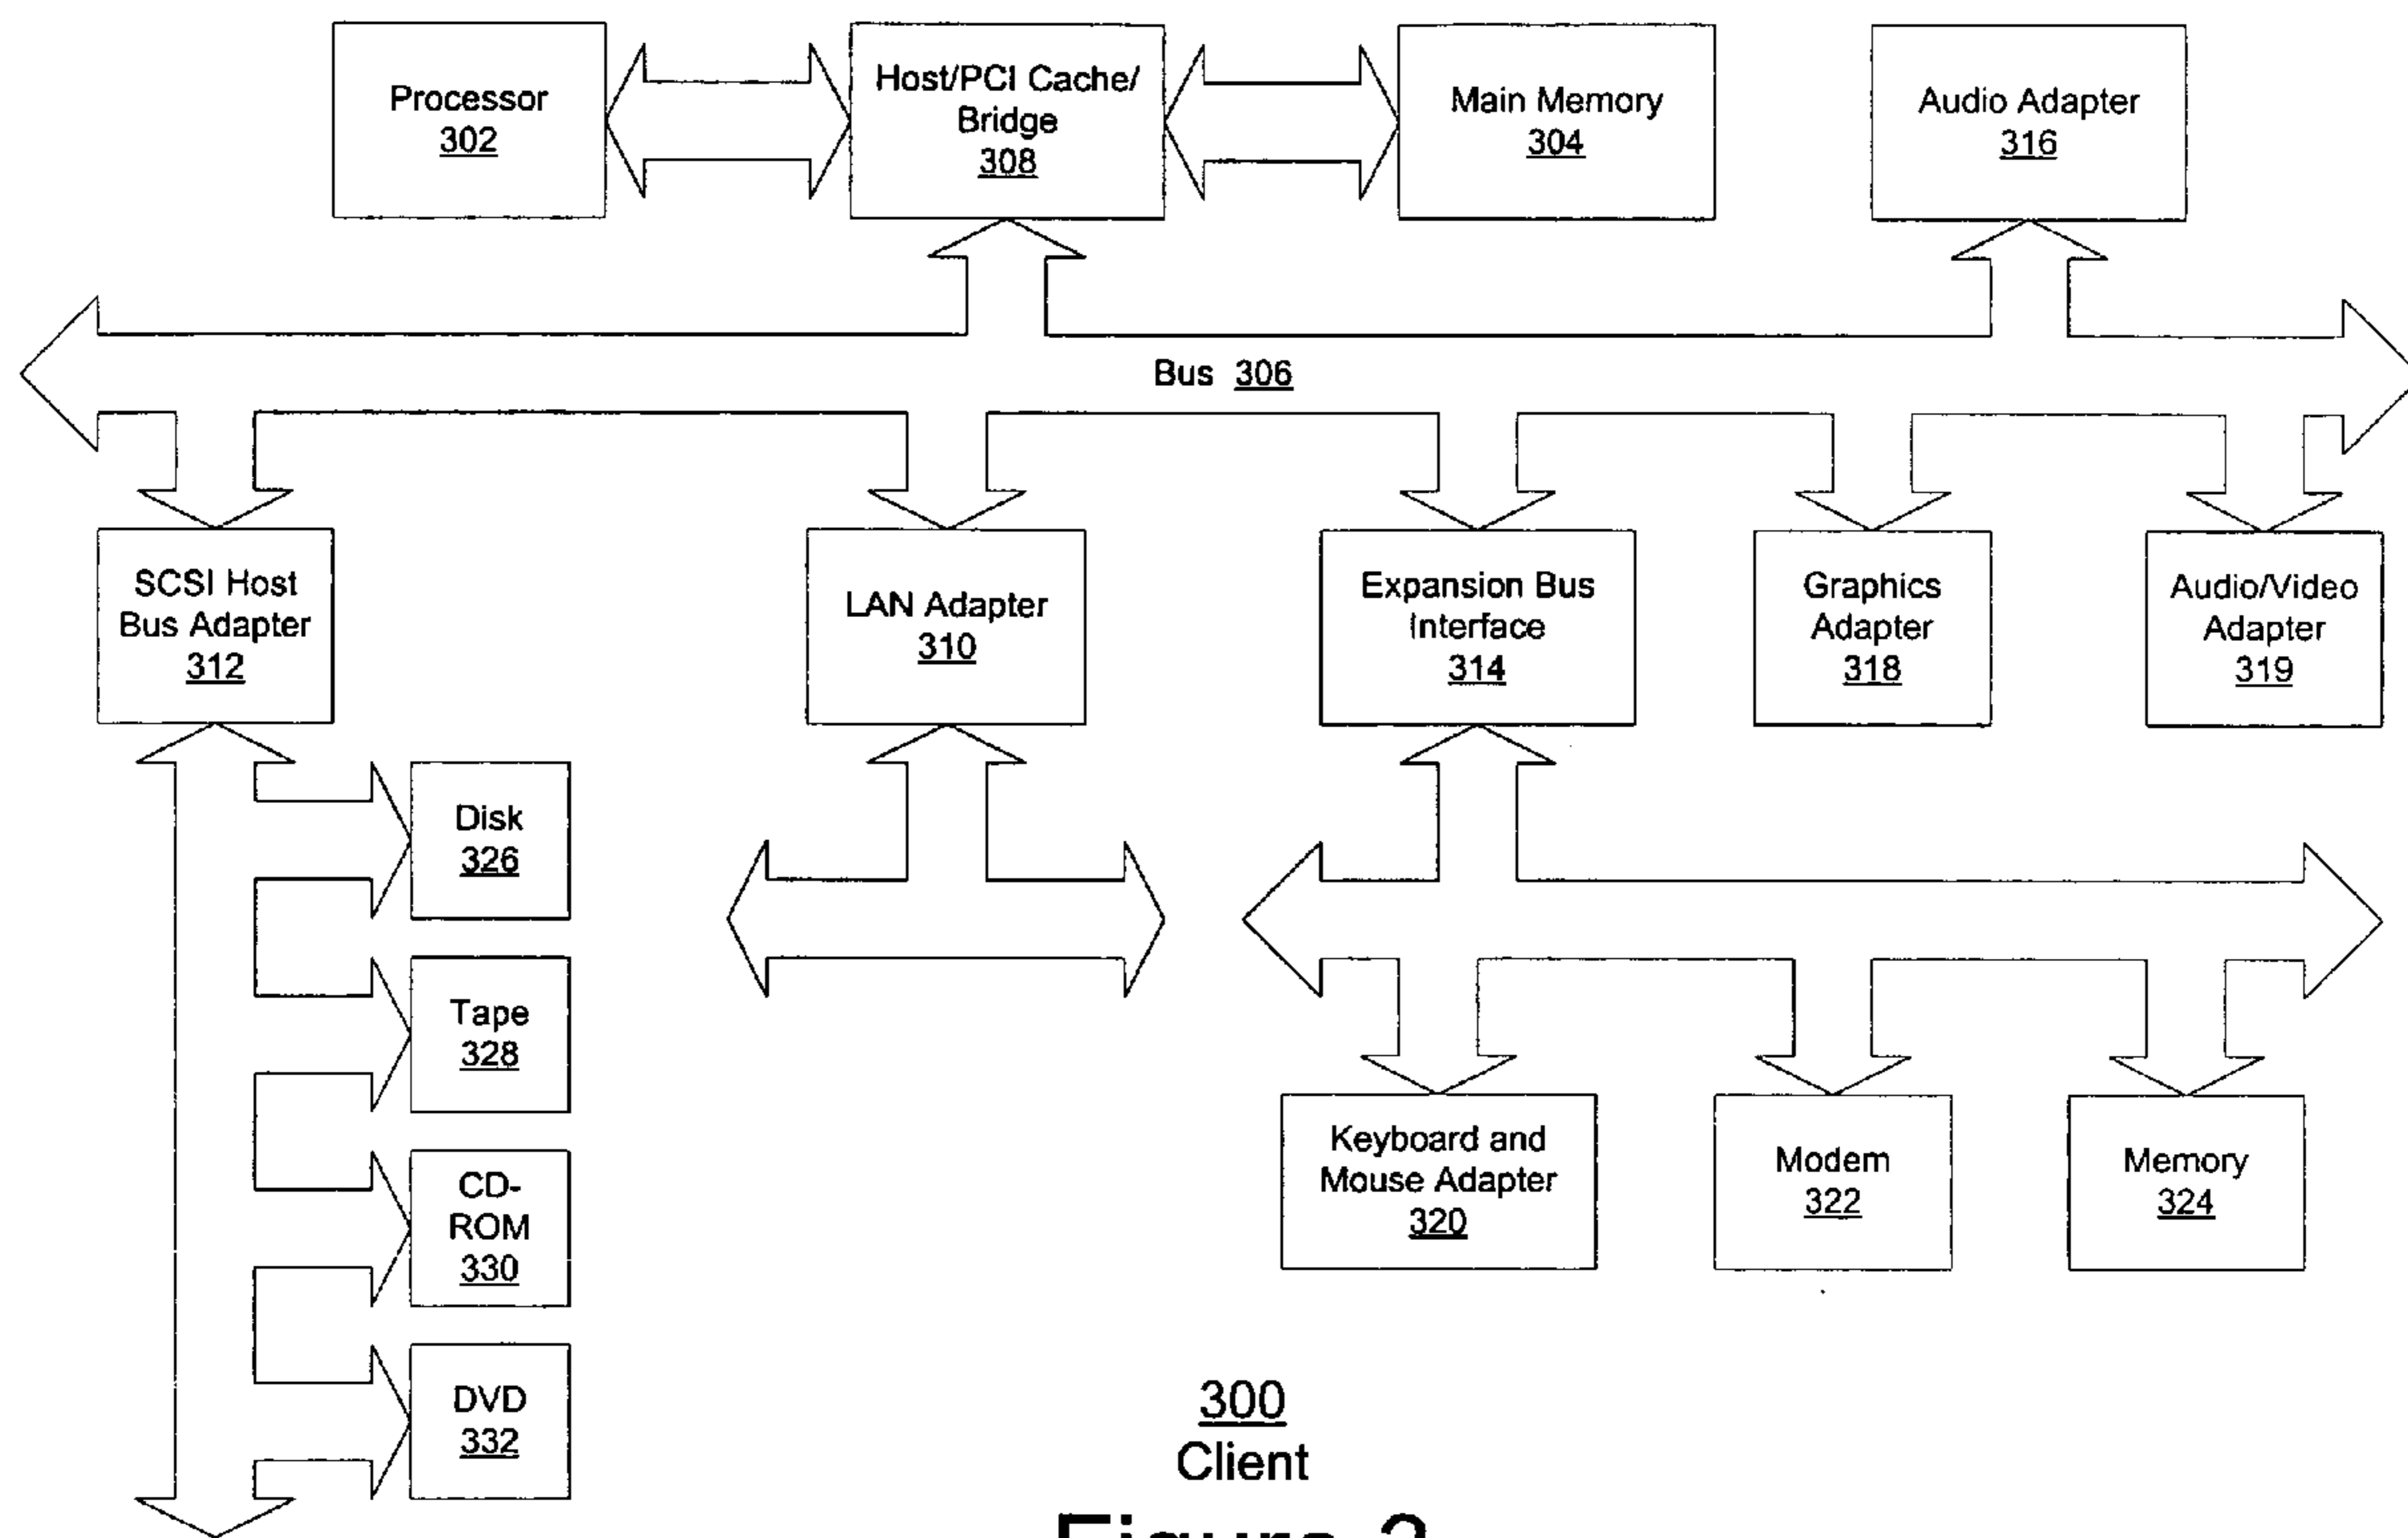 Processor
302
Host/PCI Cache/
Bridge
308
Main Memory
304
Audio Adapter
316
Bus 306
SCSI Host
Bus Adapter
312
LAN Adapter
310
Expansion Bus
Interface
314
Graphics
Adapter
318
Audio/Video
Adapter
319
Disk
326
Tape
328
CD-
ROM
330
DVD
332
Keyboard and
Mouse Adapter
320
Modem
322
Memory
324
300
Client
Figure